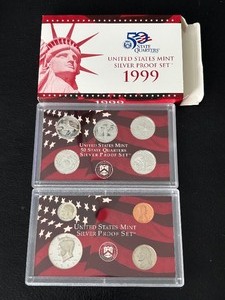 50
STATE
QUARTERS
UNITED STATES MINT
SILVER PROOF SET
1999
1999
UNITED STATES MINT
50 STATE QUARTERS
SILVER PROOF SET
UNITED STATES MINT
SILVER PROOF SET